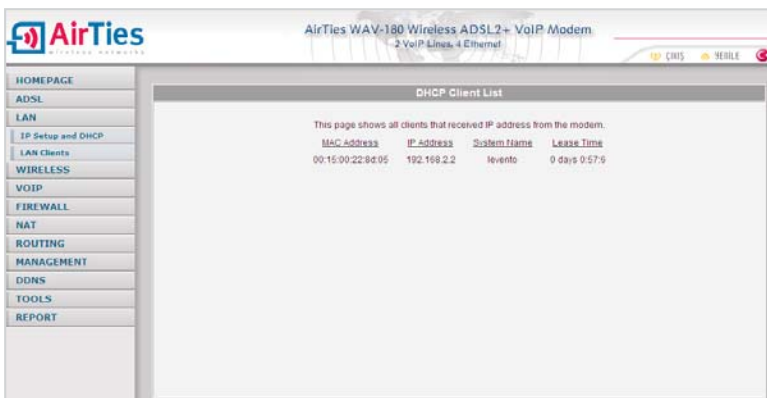 AirTies
wireless networks
AirTies WAV-180 Wireless ADSL2+ VoIP Modem
2 VoIP Lines, 4 Ethernet
ÇIKIŞ YENİLE
HOMEPAGE
ADSL
LAN
IP Setup and DHCP
LAN Clients
WIRELESS
VOIP
FIREWALL
NAT
ROUTING
MANAGEMENT
DDNS
TOOLS
REPORT
DHCP Client List
This page shows all clients that received IP address from the modem.
MAC Address IP Address System Name Lease Time
00:15:00:22:8d:05 192.168.2.2 levento 0 days 0:57:6